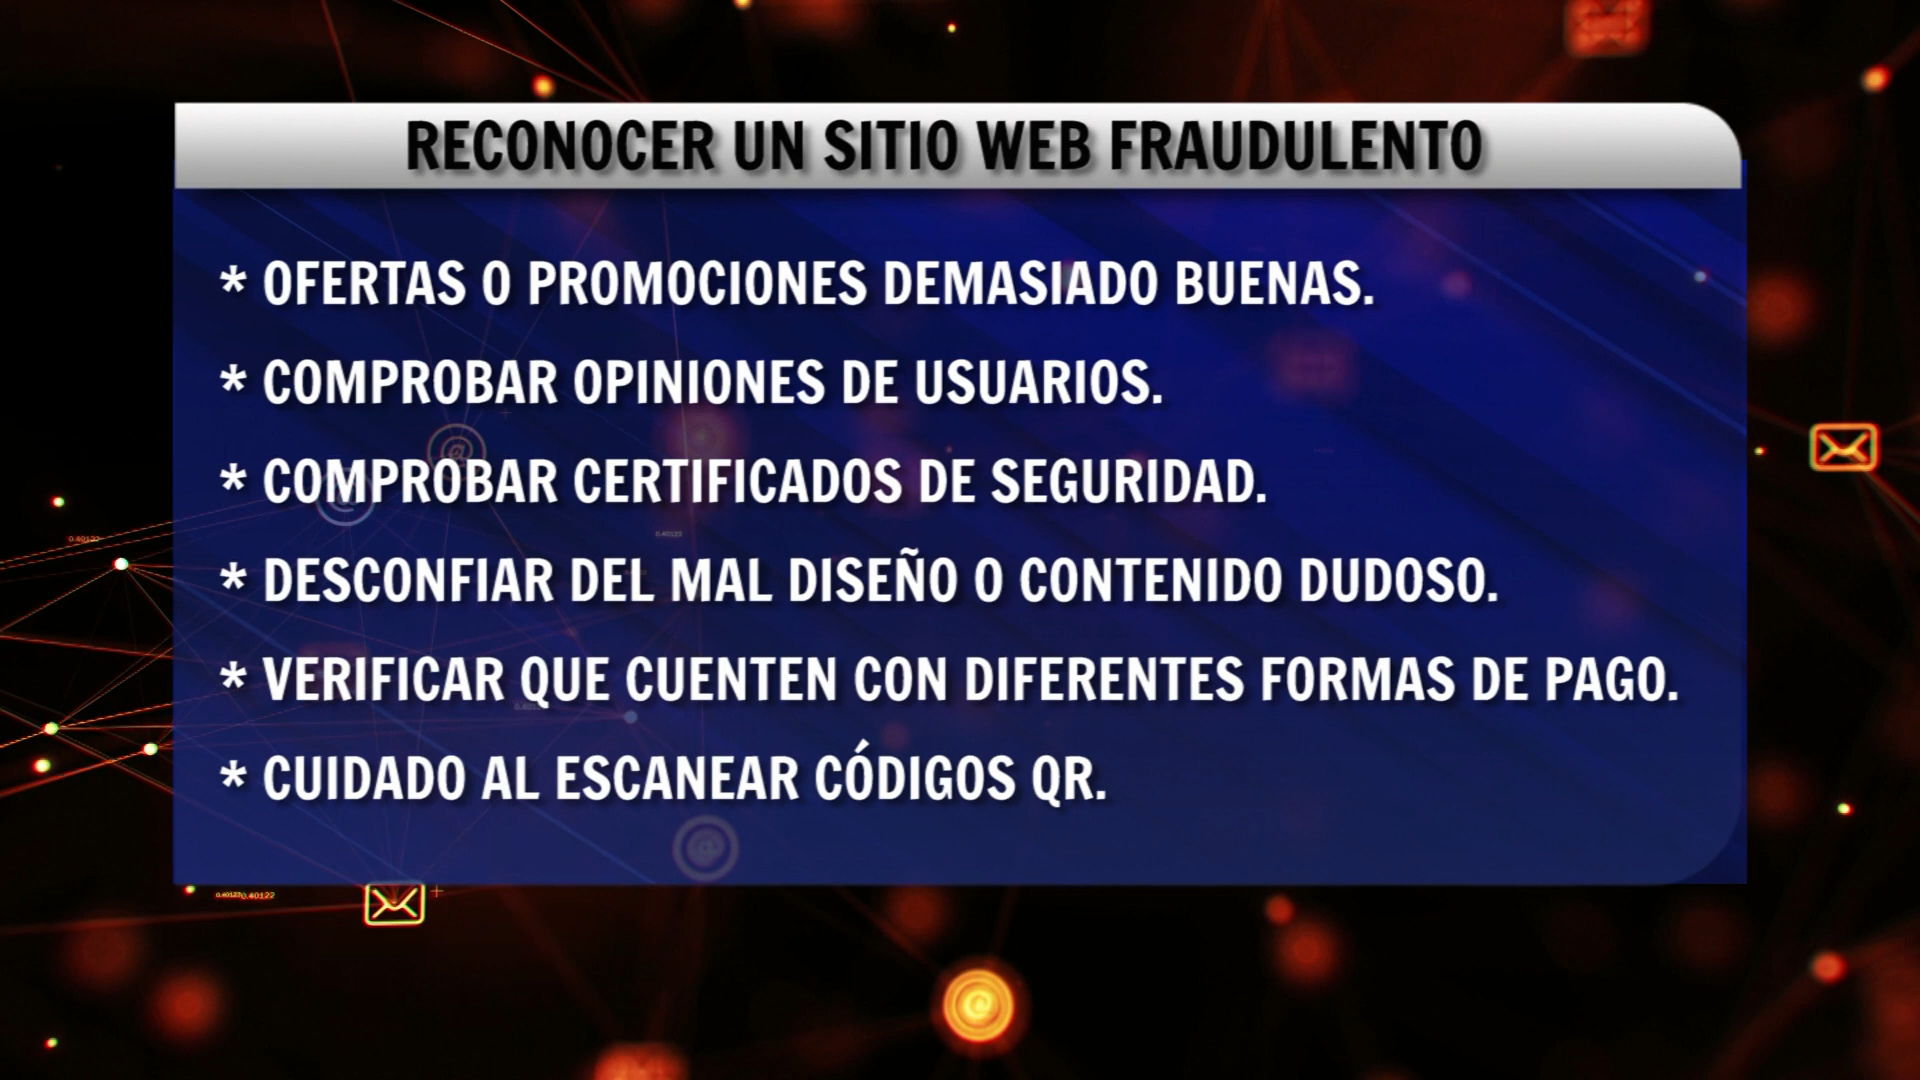 RECONOCER UN SITIO WEB FRAUDULENTO
* OFERTAS O PROMOCIONES DEMASIADO BUENAS.
* COMPROBAR OPINIONES DE USUARIOS.
* COMPROBAR CERTIFICADOS DE SEGURIDAD.
* DESCONFIAR DEL MAL DISEÑO O CONTENIDO DUDOSO.
* VERIFICAR QUE CUENTEN CON DIFERENTES FORMAS DE PAGO.
* CUIDADO AL ESCANEAR CÓDIGOS QR.